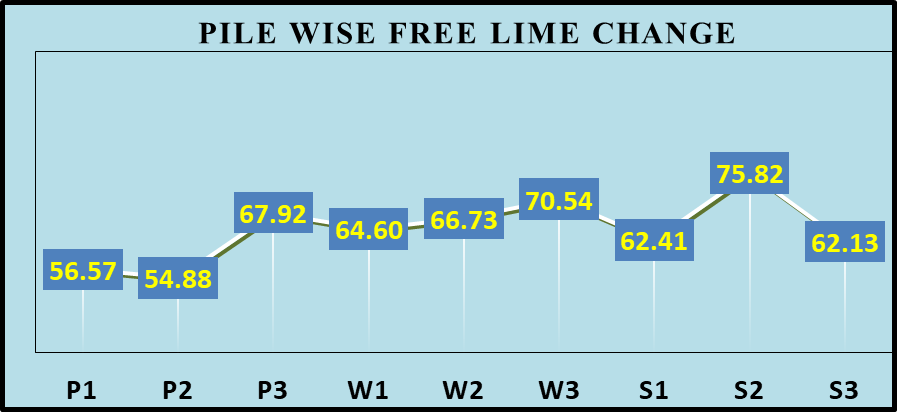 PILE WISE FREE LIME CHANGE
56.57 54.88 67.92 64.60 66.73 70.54 62.41 75.82 62.13
P1 P2 P3 W1 W2 W3 S1 S2 S3